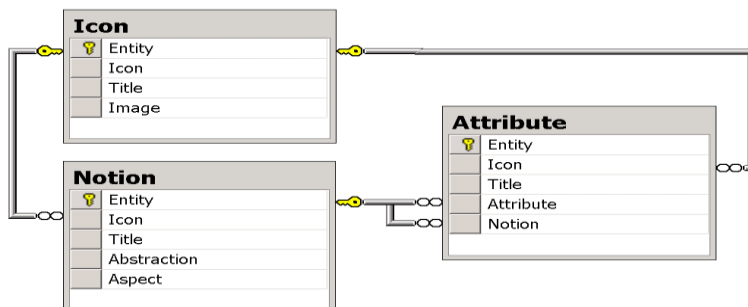 Icon
Entity
Icon
Title
Image
Notion
Entity
Icon
Title
Abstraction
Aspect
Attribute
Entity
Icon
Title
Attribute
Notion